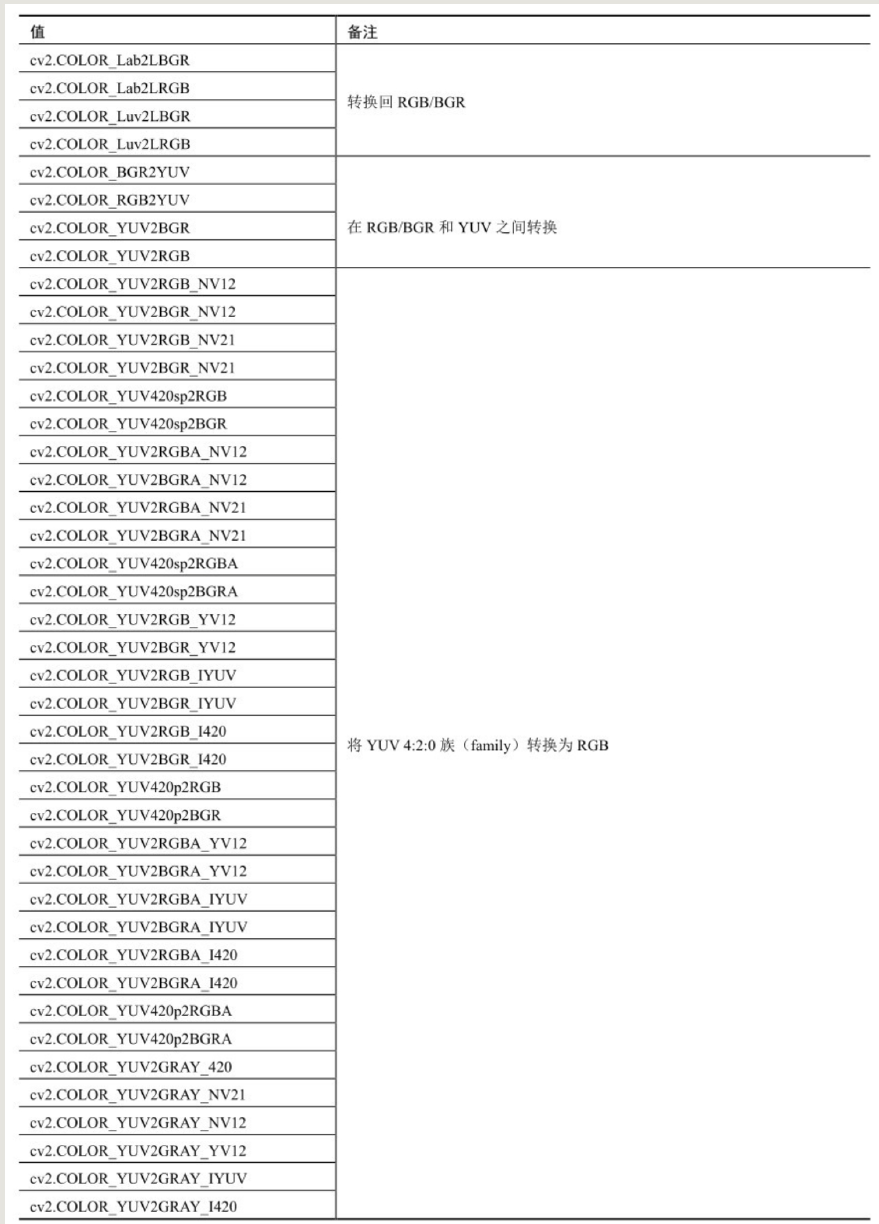 值 备注
cv2.COLOR_Lab2LBGR
cv2.COLOR_Lab2LRGB
转换回 RGB/BGR
cv2.COLOR_Luv2LBGR
cv2.COLOR_Luv2LRGB
cv2.COLOR_BGR2YUV
cv2.COLOR_RGB2YUV
cv2.COLOR_YUV2BGR 在 RGB/BGR 和 YUV 之间转换
cv2.COLOR_YUV2RGB
cv2.COLOR_YUV2RGB_NV12
cv2.COLOR_YUV2BGR_NV12
cv2.COLOR_YUV2RGB_NV21
cv2.COLOR_YUV2BGR_NV21
cv2.COLOR_YUV420sp2RGB
cv2.COLOR_YUV420sp2BGR
cv2.COLOR_YUV2RGBA_NV12
cv2.COLOR_YUV2BGRA_NV12
cv2.COLOR_YUV2RGBA_NV21
cv2.COLOR_YUV2BGRA_NV21
cv2.COLOR_YUV420sp2RGBA
cv2.COLOR_YUV420sp2BGRA
cv2.COLOR_YUV2RGB_YV12
cv2.COLOR_YUV2BGR_YV12
cv2.COLOR_YUV2RGB_IYUV
cv2.COLOR_YUV2BGR_IYUV
cv2.COLOR_YUV2RGB_I420
将 YUV 4:2:0 族（family）转换为 RGB
cv2.COLOR_YUV2BGR_I420
cv2.COLOR_YUV420p2RGB
cv2.COLOR_YUV420p2BGR
cv2.COLOR_YUV2RGBA_YV12
cv2.COLOR_YUV2BGRA_YV12
cv2.COLOR_YUV2RGBA_IYUV
cv2.COLOR_YUV2BGRA_IYUV
cv2.COLOR_YUV2RGBA_I420
cv2.COLOR_YUV2BGRA_I420
cv2.COLOR_YUV420p2RGBA
cv2.COLOR_YUV420p2BGRA
cv2.COLOR_YUV2GRAY_420
cv2.COLOR_YUV2GRAY_NV21
cv2.COLOR_YUV2GRAY_NV12
cv2.COLOR_YUV2GRAY_YV12
cv2.COLOR_YUV2GRAY_IYUV
cv2.COLOR_YUV2GRAY_I420